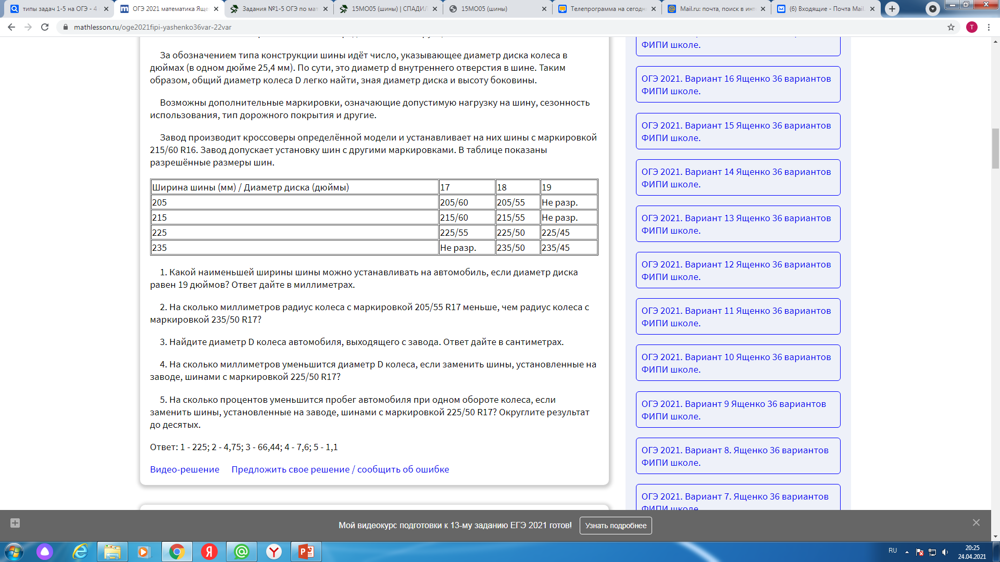 типы задач 1-5 на ОГЭ - 4
ОГЭ 2021 математика Яще
Задания №1-5 ОГЭ по мат
15МО05 (шины) | СПАДИЛ
15МО05 (шины)
Телепрограмма на сегодн
Mail.ru: почта, поиск в инт
(6) Входящие - Почта Mail.
mathlesson.ru/oge2021fipi-yashenko36var-22var
T
За обозначением типа конструкции шины идёт число, указывающее диаметр диска колеса в
дюймах (в одном дюйме 25,4 мм). По сути, это диаметр d внутреннего отверстия в шине. Таким
образом, общий диаметр колеса D легко найти, зная диаметр диска и высоту боковины.
Возможны дополнительные маркировки, означающие допустимую нагрузку на шину, сезонность
использования, тип дорожного покрытия и другие.
Завод производит кроссоверы определённой модели и устанавливает на них шины с маркировкой
215/60 R16. Завод допускает установку шин с другими маркировками. В таблице показаны
разрешённые размеры шин.
Ширина шины (мм) / Диаметр диска (дюймы) 17 18 19
205 205/60 205/55 Не разр.
215 215/60 215/55 Не разр.
225 225/55 225/50 225/45
235 Не разр. 235/50 235/45
1. Какой наименьшей ширины шины можно устанавливать на автомобиль, если диаметр диска
равен 19 дюймов? Ответ дайте в миллиметрах.
2. На сколько миллиметров радиус колеса с маркировкой 205/55 R17 меньше, чем радиус колеса с
маркировкой 235/50 R17?
3. Найдите диаметр D колеса автомобиля, выходящего с завода. Ответ дайте в сантиметрах.
4. На сколько миллиметров уменьшится диаметр D колеса, если заменить шины, установленные на
заводе, шинами с маркировкой 225/50 R17?
5. На сколько процентов уменьшится пробег автомобиля при одном обороте колеса, если
заменить шины, установленные на заводе, шинами с маркировкой 225/50 R17? Округлите результат
до десятых.
Ответ: 1 - 225; 2 - 4,75; 3 - 66,44; 4 - 7,6; 5 - 1,1
Видео-решение Предложить свое решение / сообщить об ошибке
ФИПИ школе.
ОГЭ 2021. Вариант 16 Ященко 36 вариантов
ФИПИ школе.
ОГЭ 2021. Вариант 15 Ященко 36 вариантов
ФИПИ школе.
ОГЭ 2021. Вариант 14 Ященко 36 вариантов
ФИПИ школе.
ОГЭ 2021. Вариант 13 Ященко 36 вариантов
ФИПИ школе.
ОГЭ 2021. Вариант 12 Ященко 36 вариантов
ФИПИ школе.
ОГЭ 2021. Вариант 11 Ященко 36 вариантов
ФИПИ школе.
ОГЭ 2021. Вариант 10 Ященко 36 вариантов
ФИПИ школе.
ОГЭ 2021. Вариант 9 Ященко 36 вариантов
ФИПИ школе.
ОГЭ 2021. Вариант 8. Ященко 36 вариантов
ФИПИ школе.
ОГЭ 2021. Вариант 7. Ященко 36 вариантов
ФИПИ школе.
Мой видеокурс подготовки к 13-му заданию ЕГЭ 2021 готов! Узнать подробнее
RU
20:25
24.04.2021